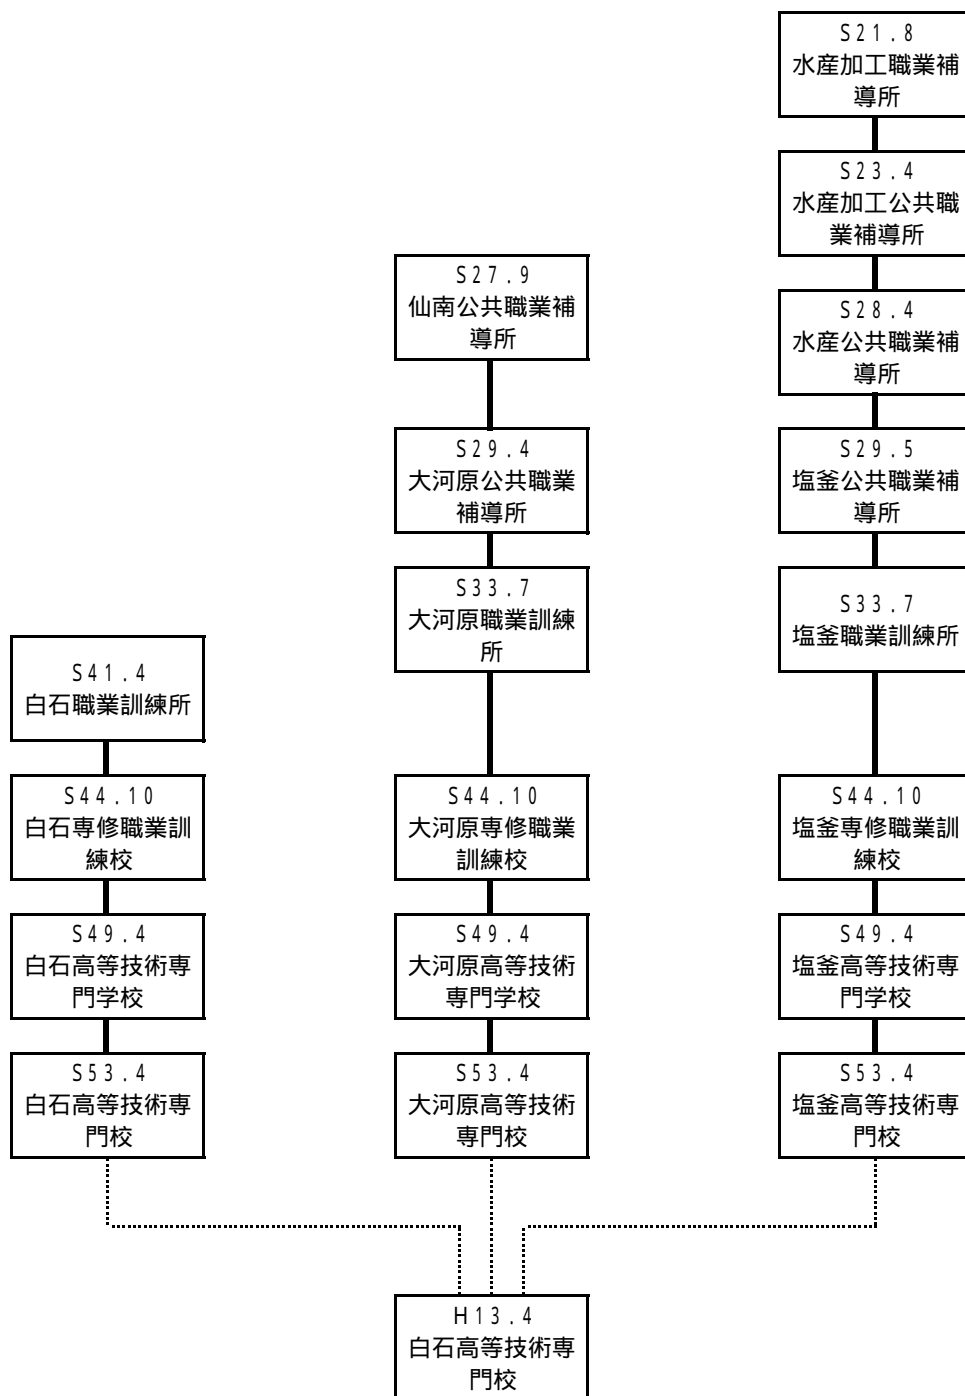 S21.8
水産加工職業補
導所
S23.4
水産加工公共職
業補導所
S27.9
仙南公共職業補
導所
S28.4
水産公共職業補
導所
S29.4
大河原公共職業
補導所
S29.5
塩釜公共職業補
導所
S33.7
大河原職業訓練
所
S33.7
塩釜職業訓練所
S41.4
白石職業訓練所
S44.10
白石専修職業訓
練校
S44.10
大河原専修職業
訓練校
S44.10
塩釜専修職業訓
練校
S49.4
白石高等技術専
門学校
S49.4
大河原高等技術
専門学校
S49.4
塩釜高等技術専
門学校
S53.4
白石高等技術専
門校
S53.4
大河原高等技術
専門校
S53.4
塩釜高等技術専
門校
H13.4
白石高等技術専
門校